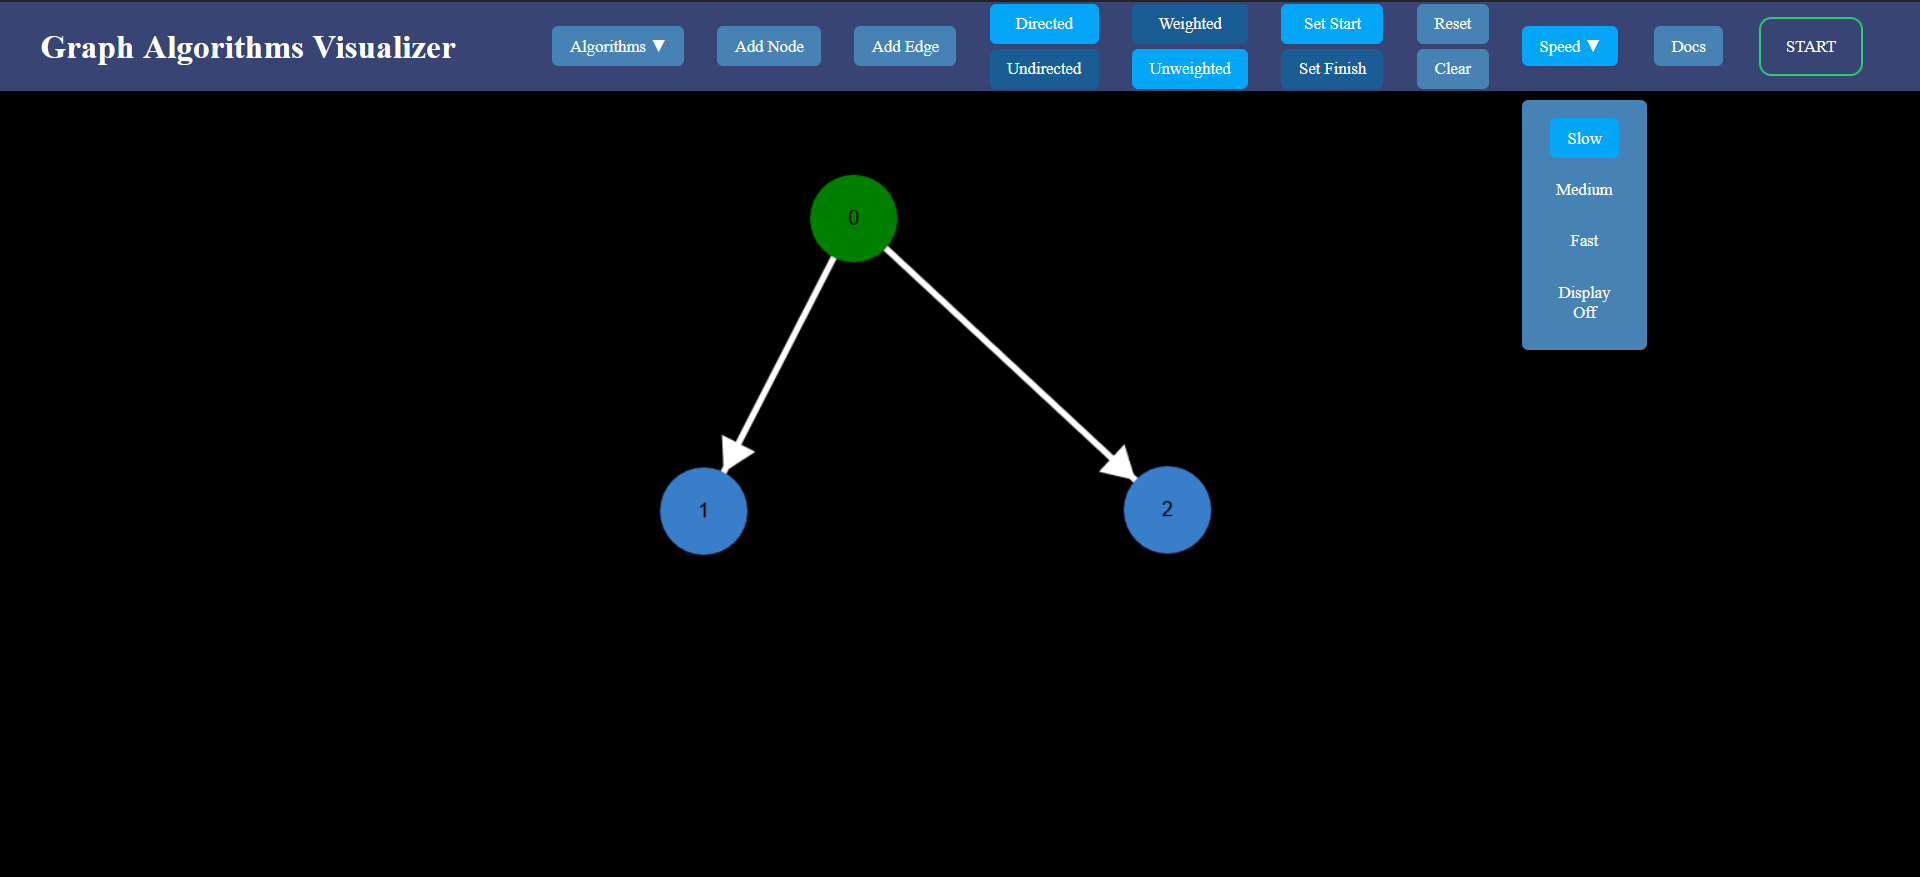 Graph Algorithms Visualizer
Algorithms ▼
Add Node
Add Edge
Directed
Undirected
Weighted
Unweighted
Set Start
Set Finish
Reset
Clear
Speed ▼
Docs
START
Slow
Medium
Fast
Display
Off
0
1
2